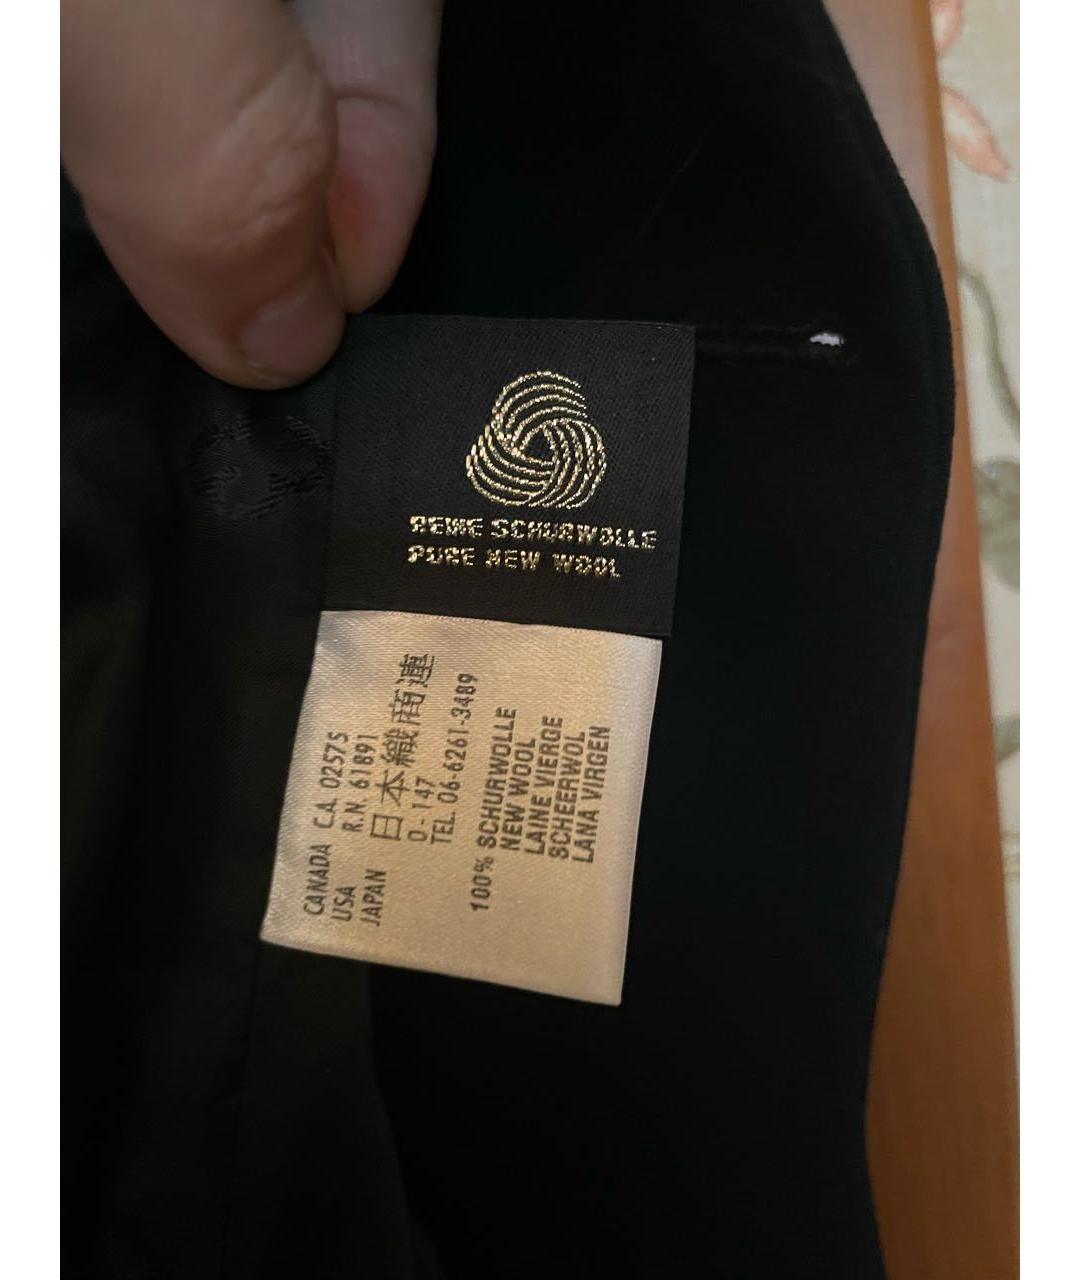 REINE SCHURWOLLE
PURE NEW WOOL
CANADA C.A. 02575
USA R.N. 61891
JAPAN 日本織商連
0-147
TEL. 06-6261-3489
100% SCHURWOLLE
NEW WOOL
LAINE VIERGE
SCHEERWOL
LANA VIRGEN